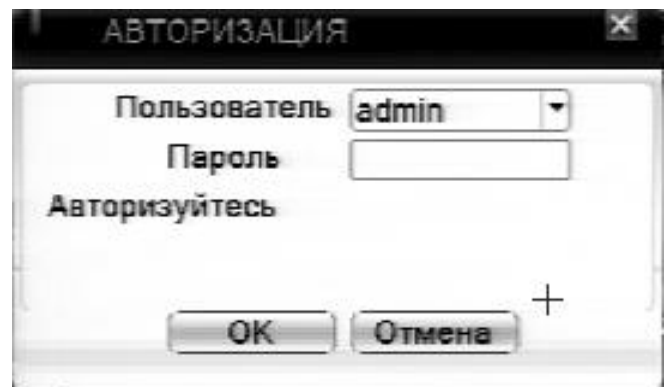 АВТОРИЗАЦИЯ
Пользователь admin
Пароль
Авторизуйтесь
OK Отмена